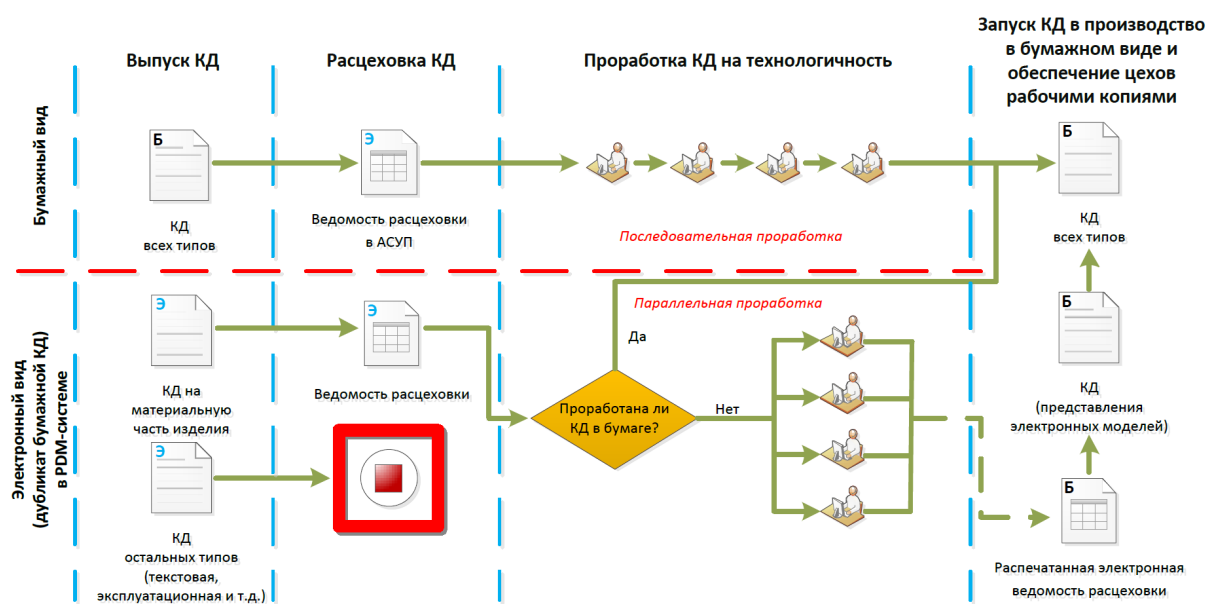 Выпуск КД
Расцеховка КД
Проработка КД на технологичность
Запуск КД в производство
в бумажном виде и
обеспечение цехов
рабочими копиями
Бумажный вид
Б
Э
Б
КД
всех типов
Ведомость расцеховки
в АСУП
Последовательная проработка
КД
всех типов
Электронный вид
(дубликат бумажной КД)
в PDM-системе
Э
Э
Параллельная проработка
Б
Да
КД на
материальную
часть изделия
Ведомость расцеховки
Проработана ли
КД в бумаге?
Нет
КД
(представления
электронных моделей)
Э
Б
КД
остальных типов
(текстовая,
эксплуатационная и т.д.)
Распечатанная электронная
ведомость расцеховки